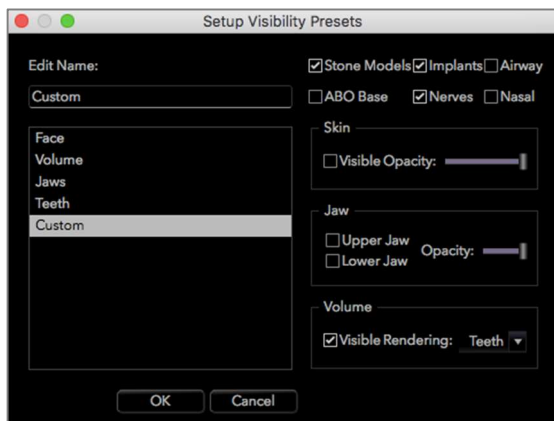 Setup Visibility Presets
Edit Name:
Custom
Face
Volume
Jaws
Teeth
Custom
Stone Models Implants Airway
ABO Base Nerves Nasal
Skin
Visible Opacity:
Jaw
Upper Jaw
Lower Jaw
Opacity:
Volume
Visible Rendering: Teeth
OK Cancel